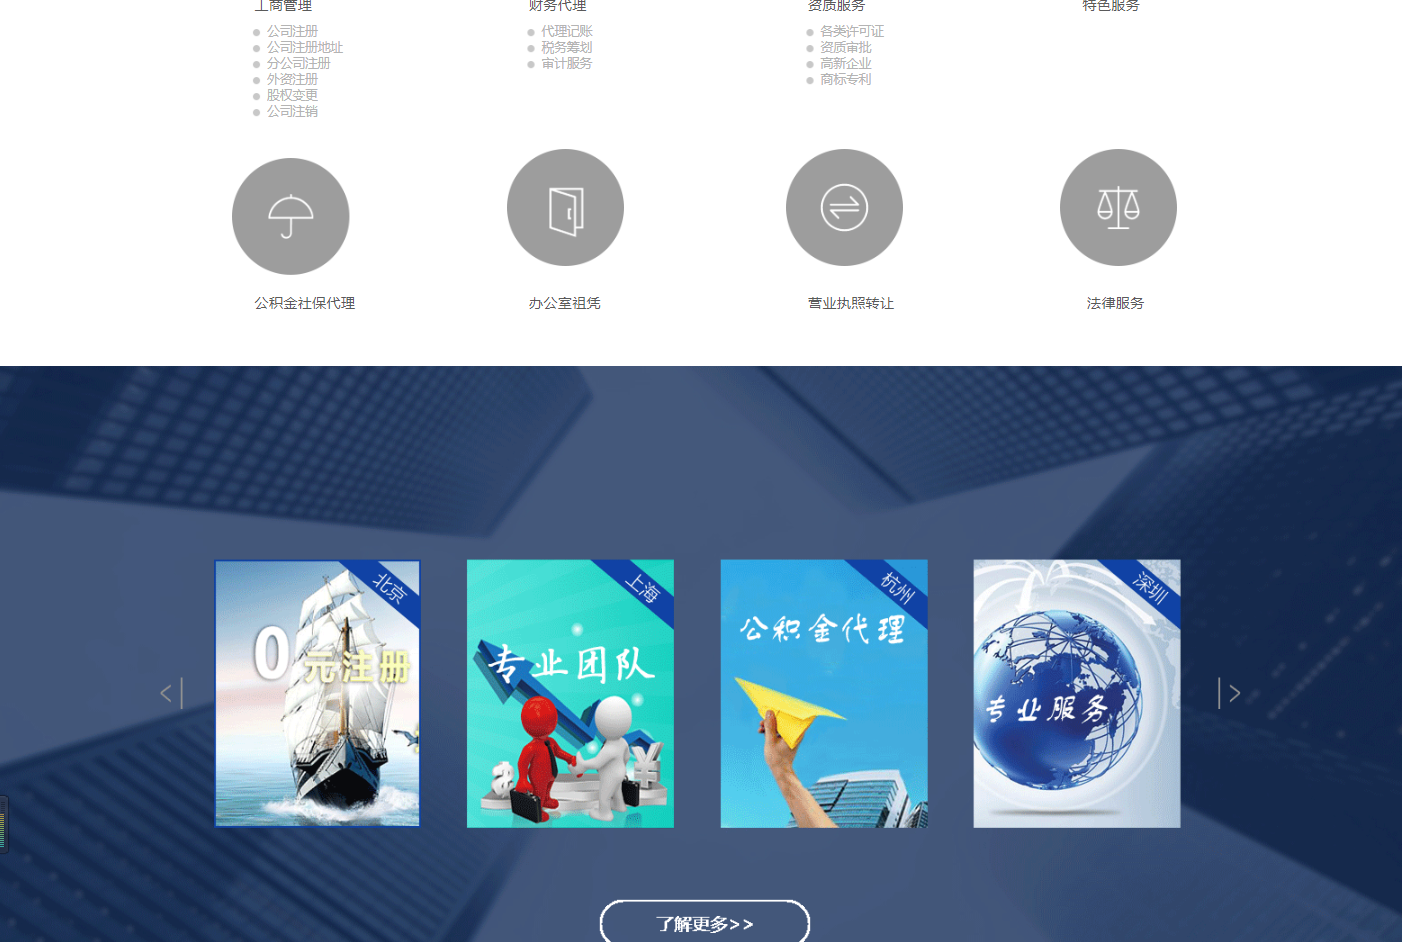 工商管理
公司注册
公司注册地址
分公司注册
外资注册
股权变更
公司注销
财务代理
代理记账
税务筹划
审计服务
资质服务
各类许可证
资质审批
高新企业
商标专利
特色服务
公积金社保代理
办公室祖凭
营业执照转让
法律服务
北京
0元注册
上海
专业团队
杭州
公积金代理
深圳
专业服务
了解更多>>